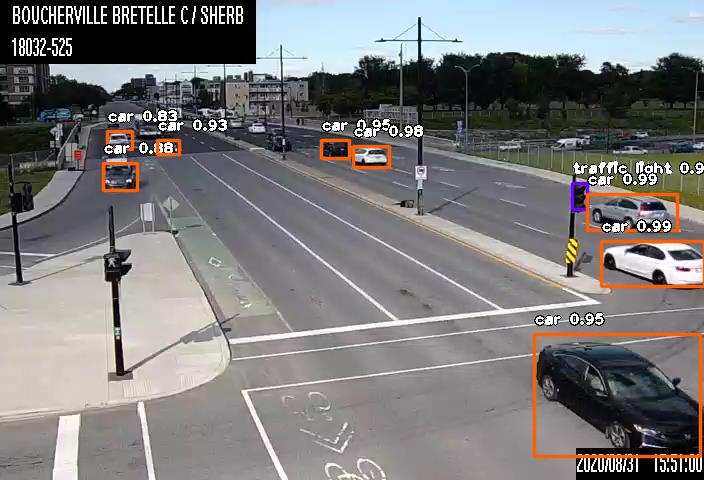 BOUCHERVILLE BRETELLE C / SHERB
18032-525
car 0.83
car 0.93
car 0.88
car 0.95
car 0.98
traffic light 0.9
car 0.99
car 0.99
car 0.95
2020/08/31 15:51:00